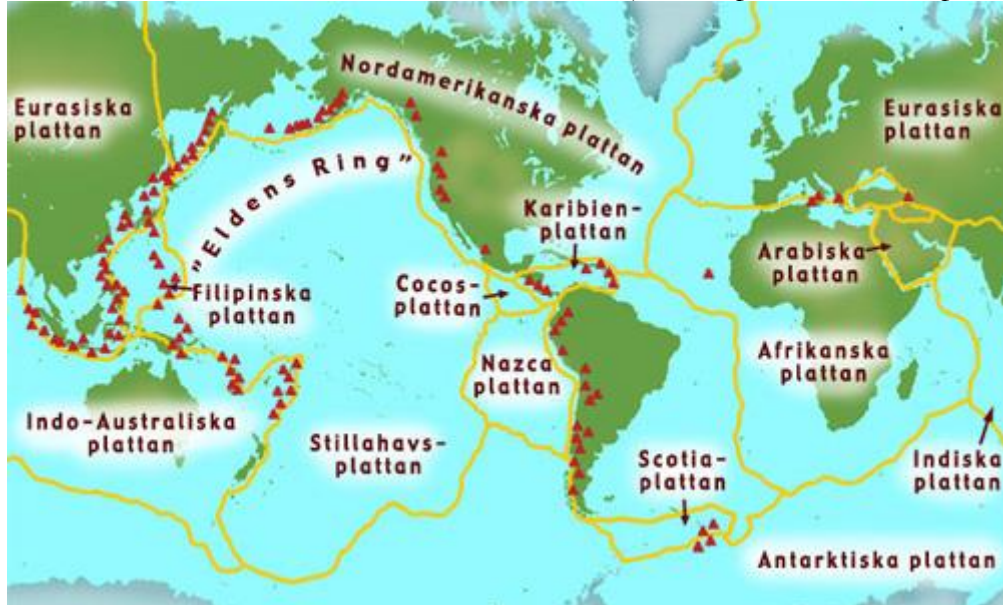 Nordamerikanska plattan
Eurasiska
plattan
Eurasiska
plattan
"Eldens Ring"
Karibien-
plattan
Arabiska
plattan
Cocos-
plattan
Filipinska
plattan
Nazca
plattan
Afrikanska
plattan
Indo-Australiska
plattan
Stillahavs-
plattan
Scotia-
plattan
Indiska
plattan
Antarktiska plattan